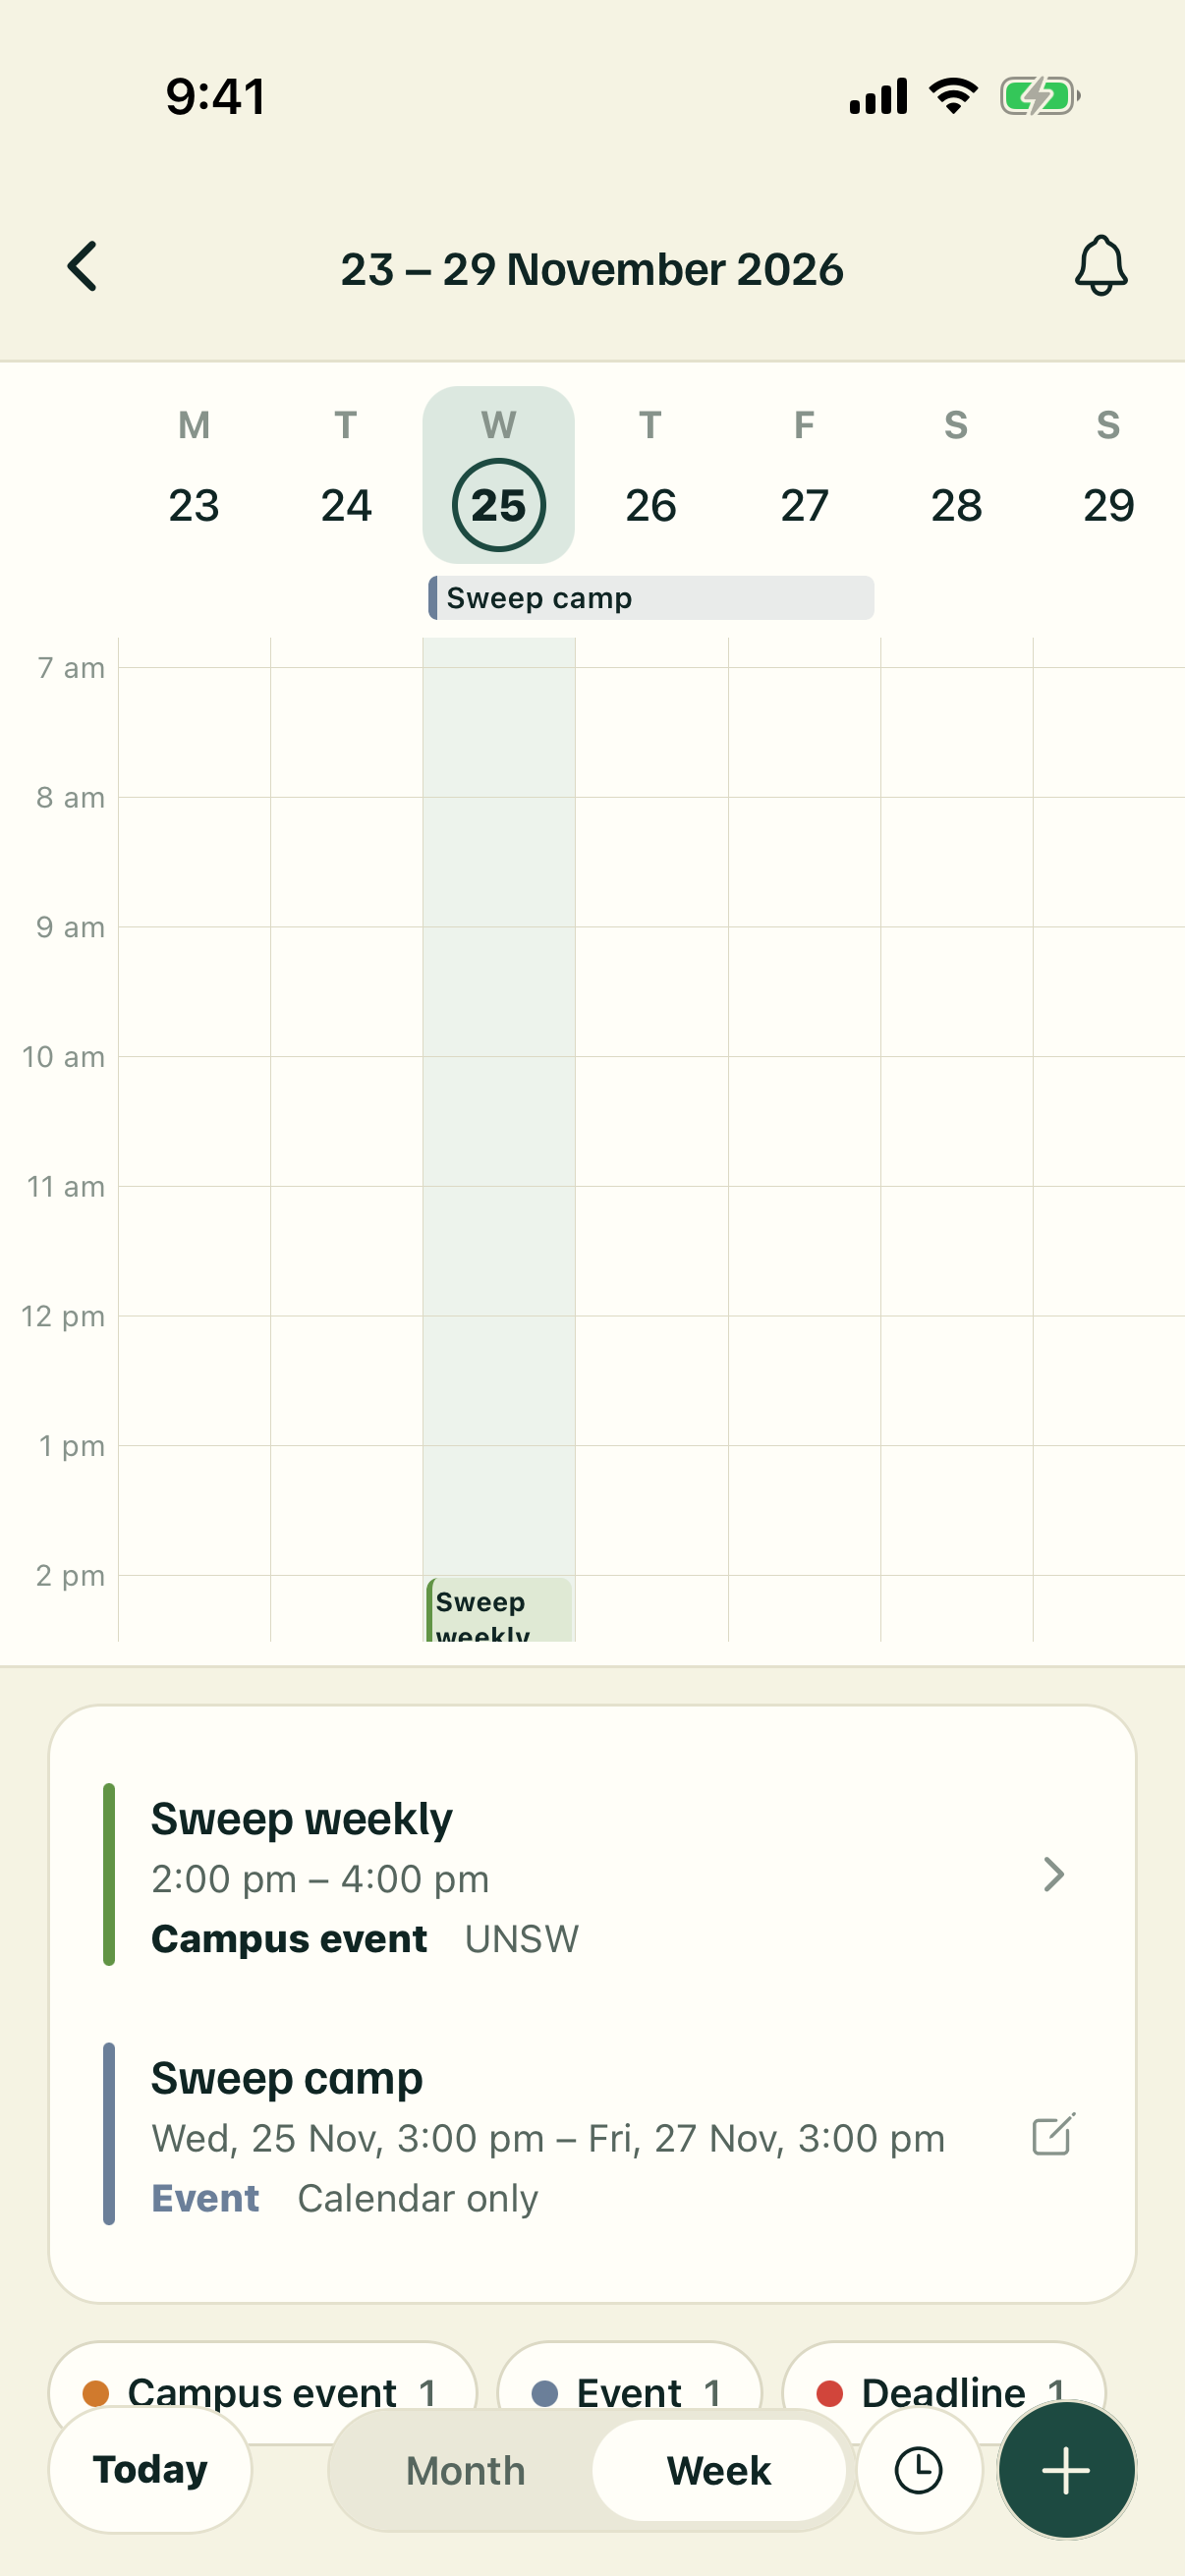 9:41
23 – 29 November 2026
M T W T F S S
23 24 25 26 27 28 29
Sweep camp
7 am
8 am
9 am
10 am
11 am
12 pm
1 pm
2 pm
Sweep
weekly
Sweep weekly
2:00 pm – 4:00 pm
Campus event UNSW
Sweep camp
Wed, 25 Nov, 3:00 pm – Fri, 27 Nov, 3:00 pm
Event Calendar only
Campus event 1 Event 1 Deadline 1
Today Month Week